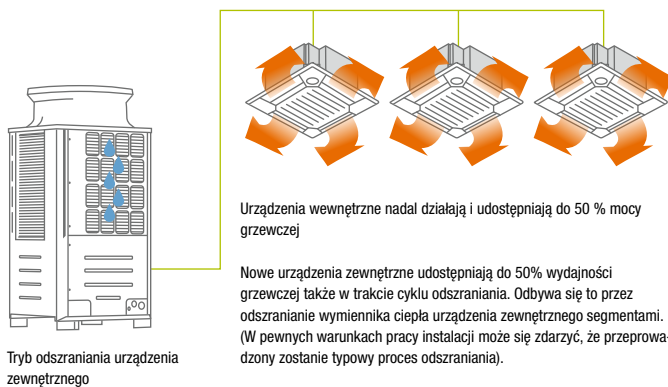 Urządzenia wewnętrzne nadal działają i udostępniają do 50 % mocy
grzewczej
Nowe urządzenia zewnętrzne udostępniają do 50% wydajności
grzewczej także w trakcie cyklu odszraniania. Odbywa się to przez
odszranianie wymiennika ciepła urządzenia zewnętrznego segmentami.
(W pewnych warunkach pracy instalacji może się zdarzyć, że przeprowa-
dzony zostanie typowy proces odszraniania).
Tryb odszraniania urządzenia
zewnętrznego